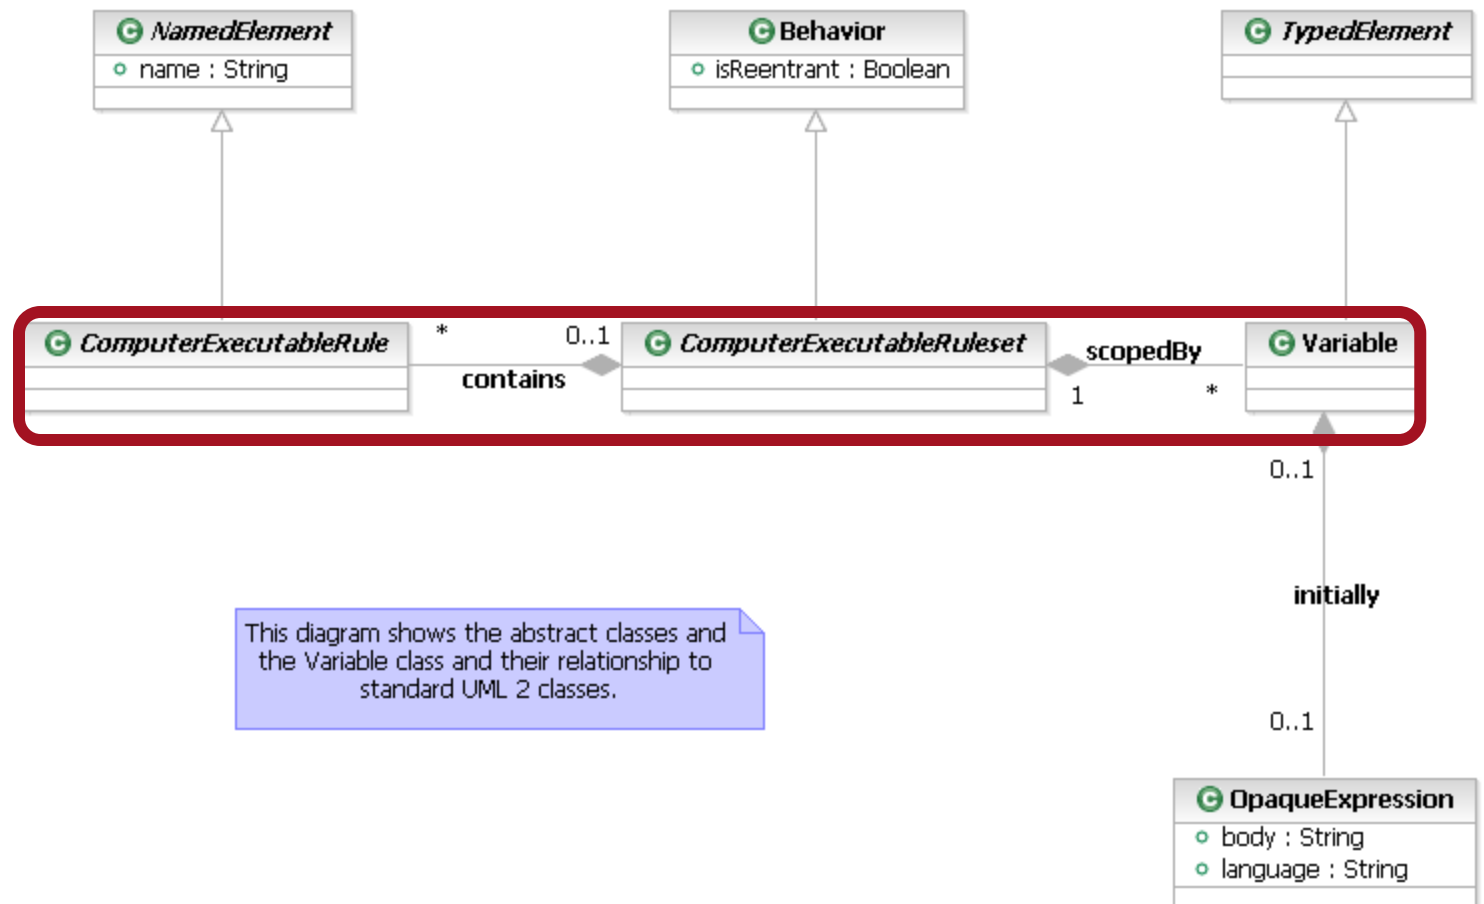 NamedElement
name : String
Behavior
isReentrant : Boolean
TypedElement
ComputerExecutableRule
*
0..1
contains
ComputerExecutableRuleset
scopedBy
1
*
Variable
0..1
initially
0..1
This diagram shows the abstract classes and
the Variable class and their relationship to
standard UML 2 classes.
OpaqueExpression
body : String
language : String